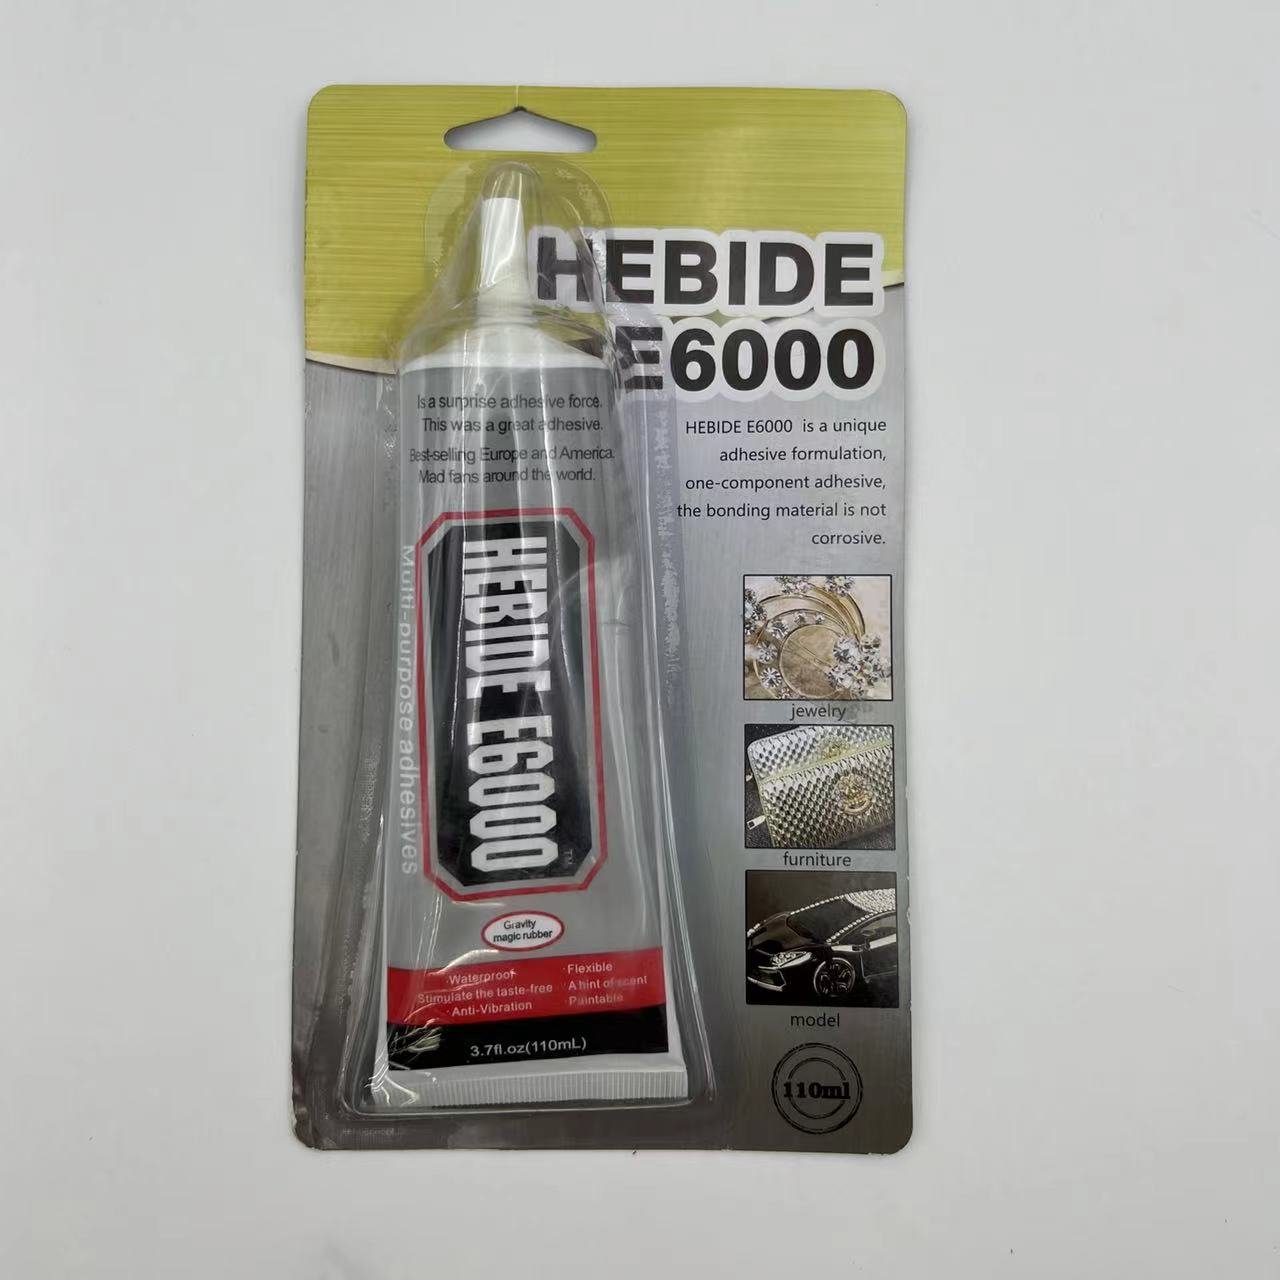 HEBIDE
E6000
HEBIDE E6000 is a unique
adhesive formulation,
one-component adhesive,
the bonding material is not
corrosive.
jewelry
furniture
model
110ml
Is a surprise adhesive force.
This was a great adhesive.
Best-selling Europe and America.
Mad fans around the world.
Multi-purpose adhesives
HEBIDE E6000
TM
Gravity
magic rubber
·Waterproof
·Flexible
Stimulate the taste-free
·A hint of scent
·Anti-Vibration
·Paintable
3.7fl.oz(110mL)